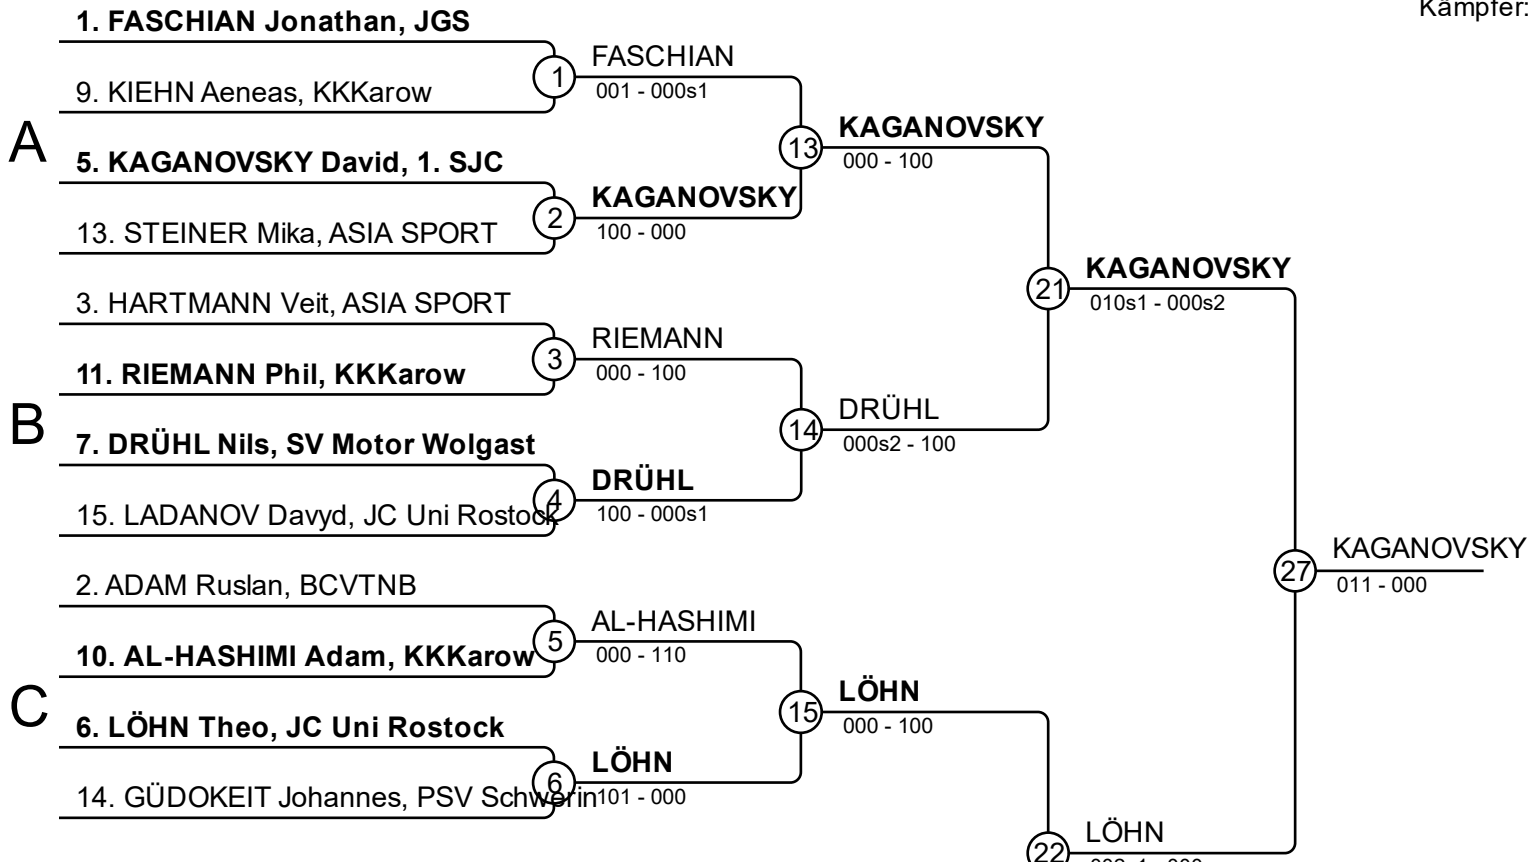 Kämpfer:
A
1. FASCHIAN Jonathan, JGS
9. KIEHN Aeneas, KKKarow
5. KAGANOVSKY David, 1. SJC
13. STEINER Mika, ASIA SPORT
B
3. HARTMANN Veit, ASIA SPORT
11. RIEMANN Phil, KKKarow
7. DRÜHL Nils, SV Motor Wolgast
15. LADANOV Davyd, JC Uni Rostock
C
2. ADAM Ruslan, BCVTNB
10. AL-HASHIMI Adam, KKKarow
6. LÖHN Theo, JC Uni Rostock
14. GÜDOKEIT Johannes, PSV Schwerin
1
FASCHIAN
001 - 000s1
2
KAGANOVSKY
100 - 000
3
RIEMANN
000 - 100
4
DRÜHL
100 - 000s1
5
AL-HASHIMI
000 - 110
6
LÖHN
101 - 000
13
KAGANOVSKY
000 - 100
14
DRÜHL
000s2 - 100
15
LÖHN
000 - 100
21
KAGANOVSKY
010s1 - 000s2
22
LÖHN
27
KAGANOVSKY
011 - 000